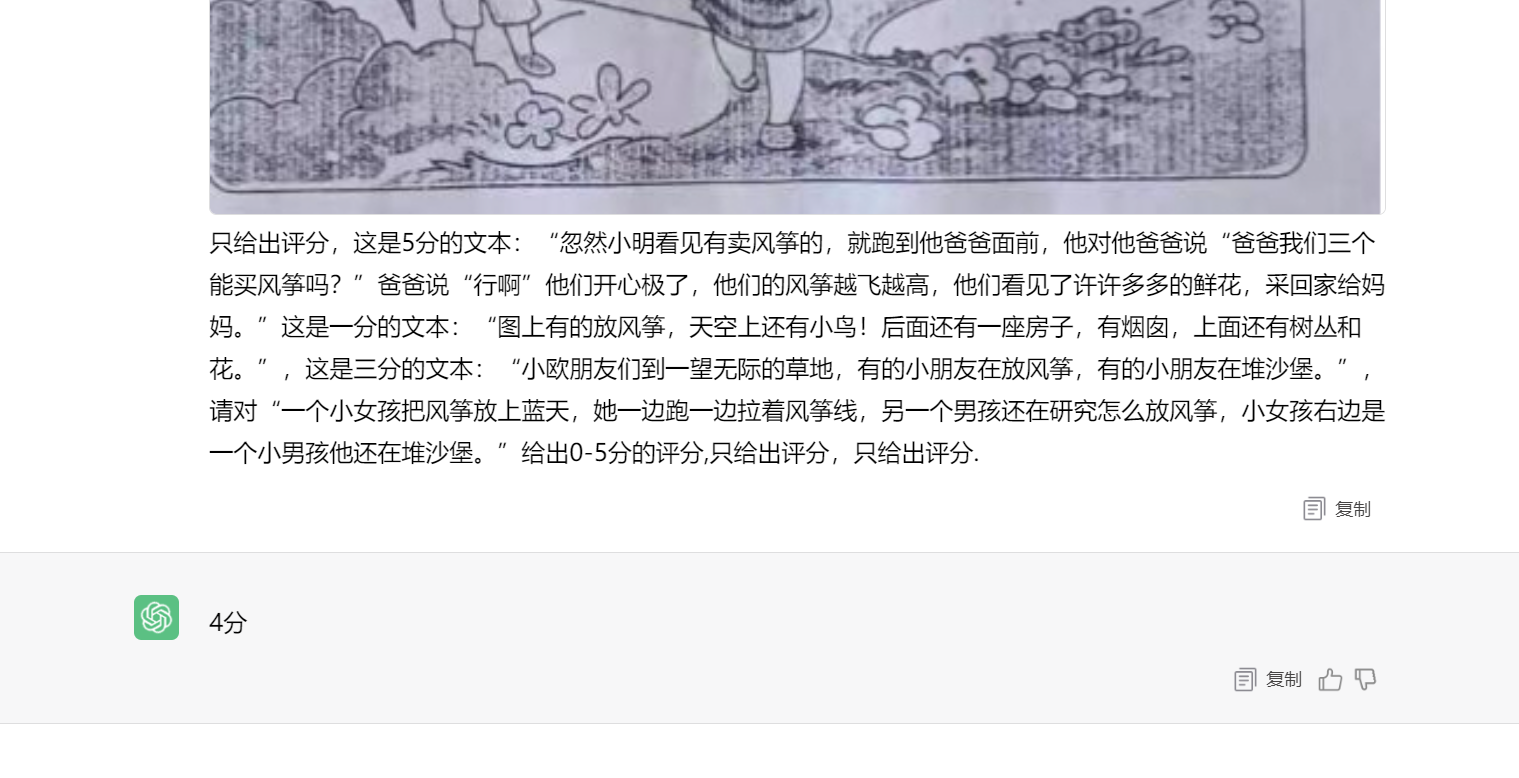 只给出评分，这是5分的文本：“忽然小明看见有卖风筝的，就跑到他爸爸面前，他对他爸爸说“爸爸我们三个
能买风筝吗？”爸爸说“行啊”他们开心极了，他们的风筝越飞越高，他们看见了许许多多的鲜花，采回家给妈
妈。”这是一分的文本：“图上有的放风筝，天空上还有小鸟！后面还有一座房子，有烟囱，上面还有树丛和
花。”，这是三分的文本：“小欧朋友们到一望无际的草地，有的小朋友在放风筝，有的小朋友在堆沙堡。”，
请对“一个小女孩把风筝放上蓝天，她一边跑一边拉着风筝线，另一个男孩还在研究怎么放风筝，小女孩右边是
一个小男孩他还在堆沙堡。”给出0-5分的评分,只给出评分，只给出评分.
复制
4分
复制